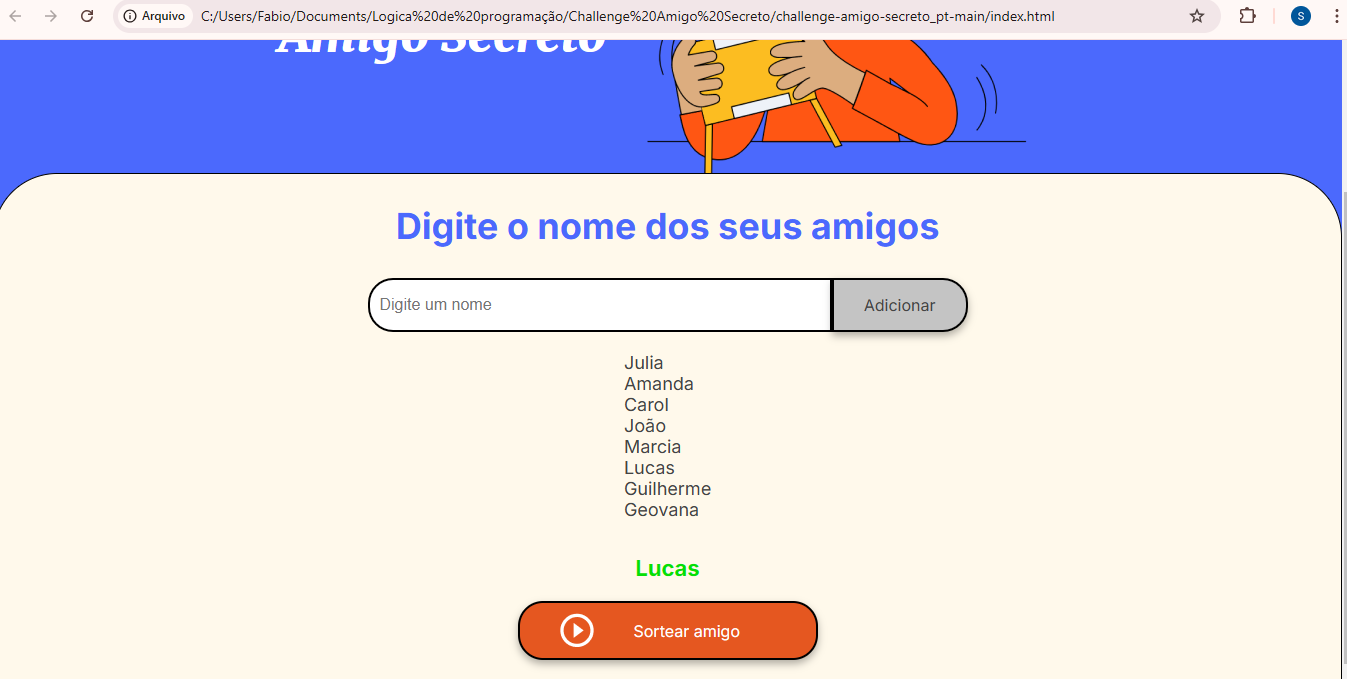 Arquivo C:/Users/Fabio/Documents/Logica%20de%20programação/Challenge%20Amigo%20Secreto/challenge-amigo-secreto_pt-main/index.html
S
Amigo Secreto
Digite o nome dos seus amigos
Digite um nome
Adicionar
Julia
Amanda
Carol
João
Marcia
Lucas
Guilherme
Geovana
Lucas
Sortear amigo